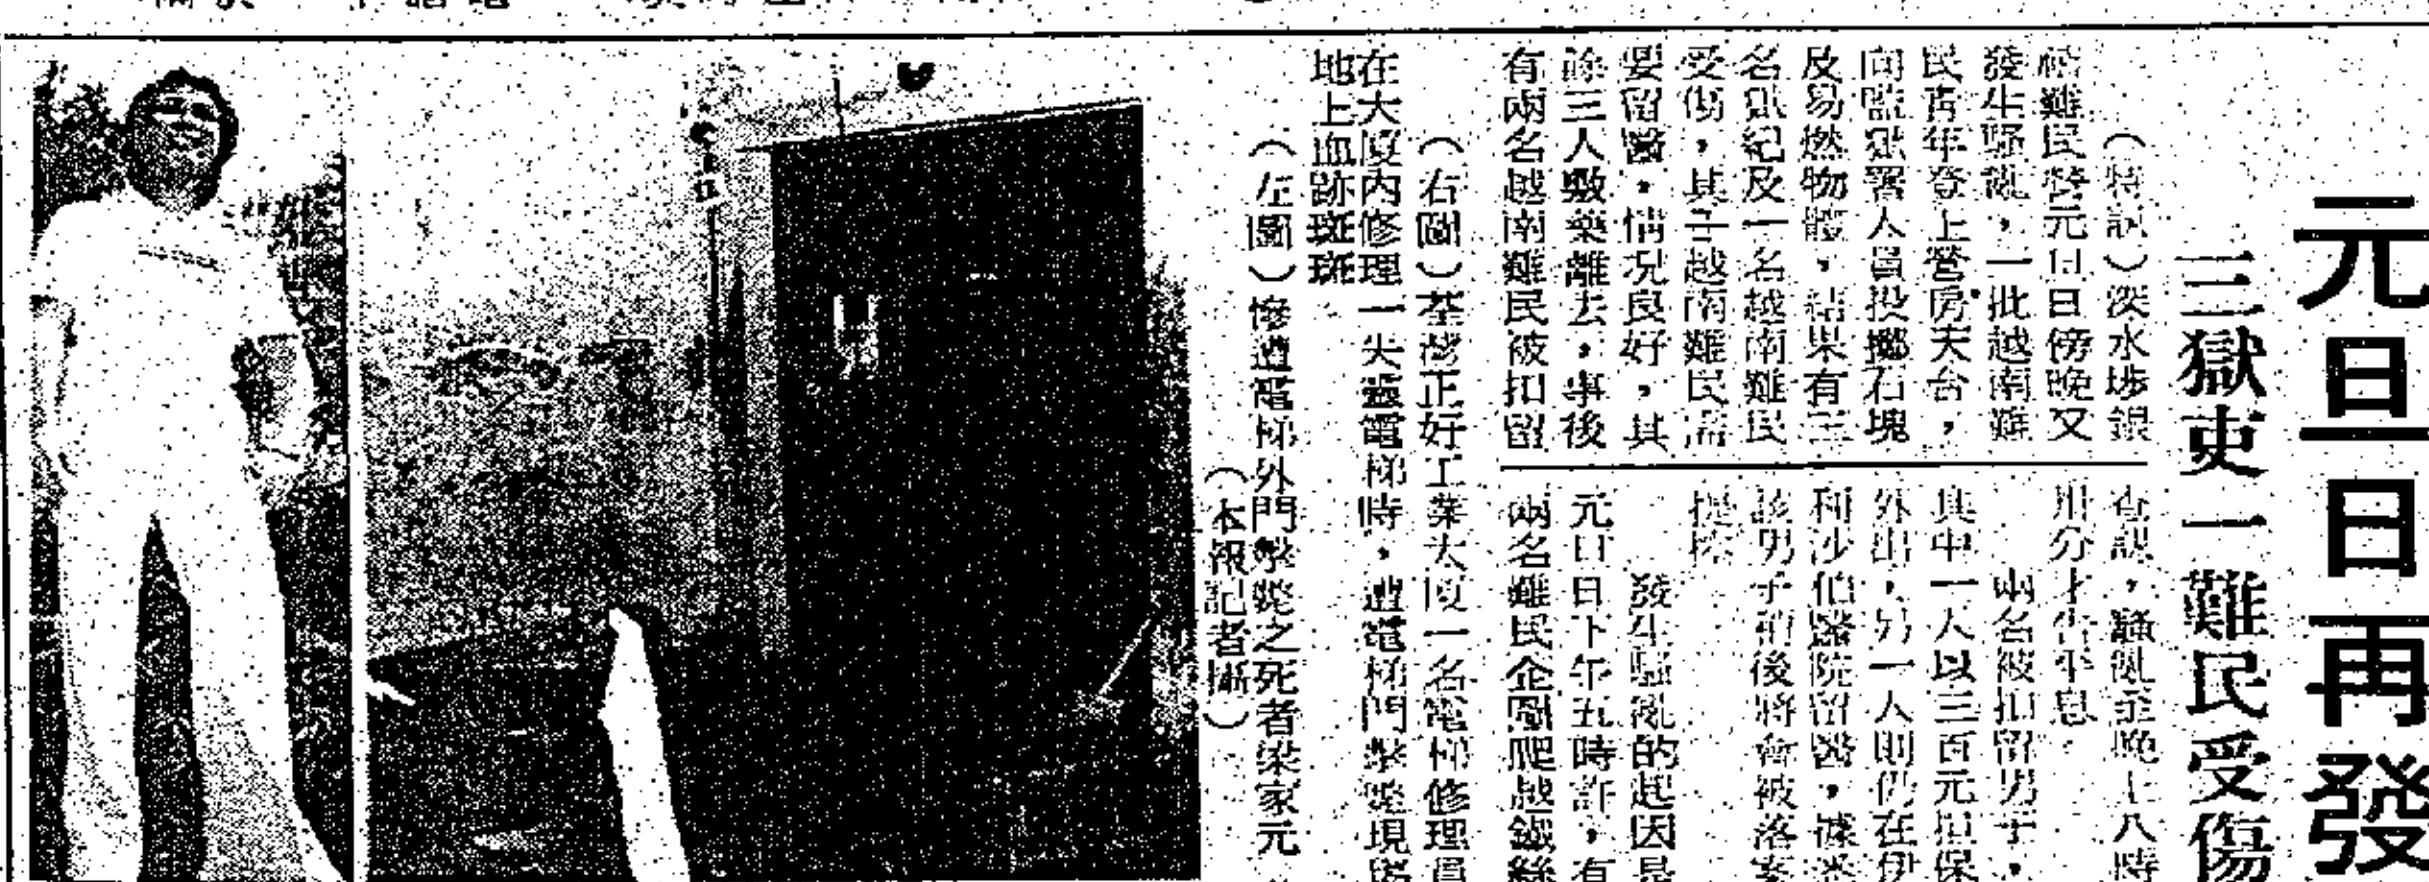 元旦日再發
三獄吏一難民受傷
（特訊）深水埗銀
難民營元旦日傍晚又
發生騷亂，一批越南難
民青年登上營房天台，
向監獄署人員投擲石塊
及易燃物體，結果有三
名獄吏及一名越南難民
受傷，其中越南難民需
要留醫，情況良好，其
餘三人敷藥離去，事後
有兩名越南難民被扣留
查訊，騷亂至晚上八時
分才告平息
兩名被扣留男子，
其中一人以三百元担保
外出，另一人則仍在伊
利沙伯醫院留醫，據悉
該男子稍後將會被落案
提控
發生騷亂的起因是
元旦日下午五時許，有
兩名難民企圖爬越鐵絲
（右圖）荃灣正好工業大厦一名電梯修理員
在大厦內修理一失靈電梯時，遭電梯門擊斃現場
地上血跡斑斑
（左圖）慘遭電梯外門擊斃之死者梁家元
（本報記者攝）